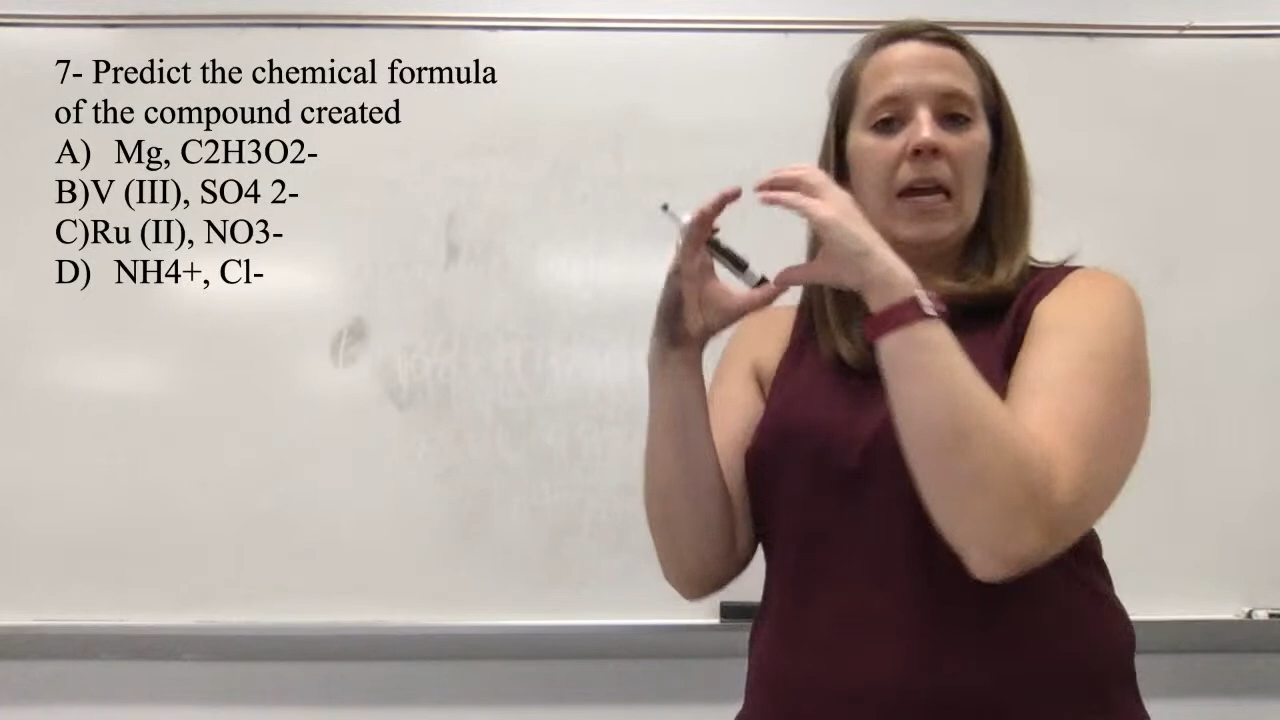 7- Predict the chemical formula
of the compound created
A) Mg, C2H3O2-
B)V (III), SO4 2-
C)Ru (II), NO3-
D) NH4+, Cl-